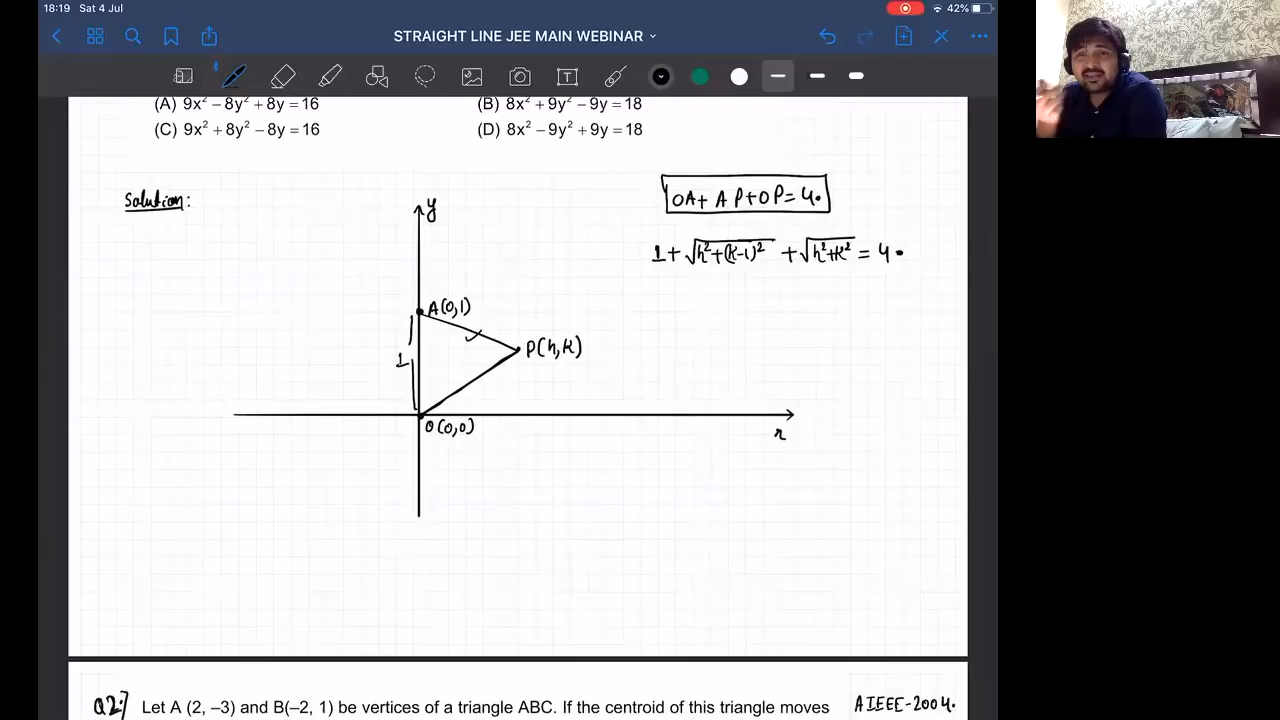 18:19 Sat 4 Jul
42%
STRAIGHT LINE JEE MAIN WEBINAR
(A) 9x² – 8y² + 8y = 16
(B) 8x² + 9y² – 9y = 18
(C) 9x² + 8y² – 8y = 16
(D) 8x² – 9y² + 9y = 18
Solution:
OA + AP + OP = 4.
y
1 + √h²+(k-1)² + √h²+k² = 4.
A(0,1)
P(h,k)
1
O(0,0)
x
Q2:7 Let A (2, –3) and B(–2, 1) be vertices of a triangle ABC. If the centroid of this triangle moves
AIEEE-2004.